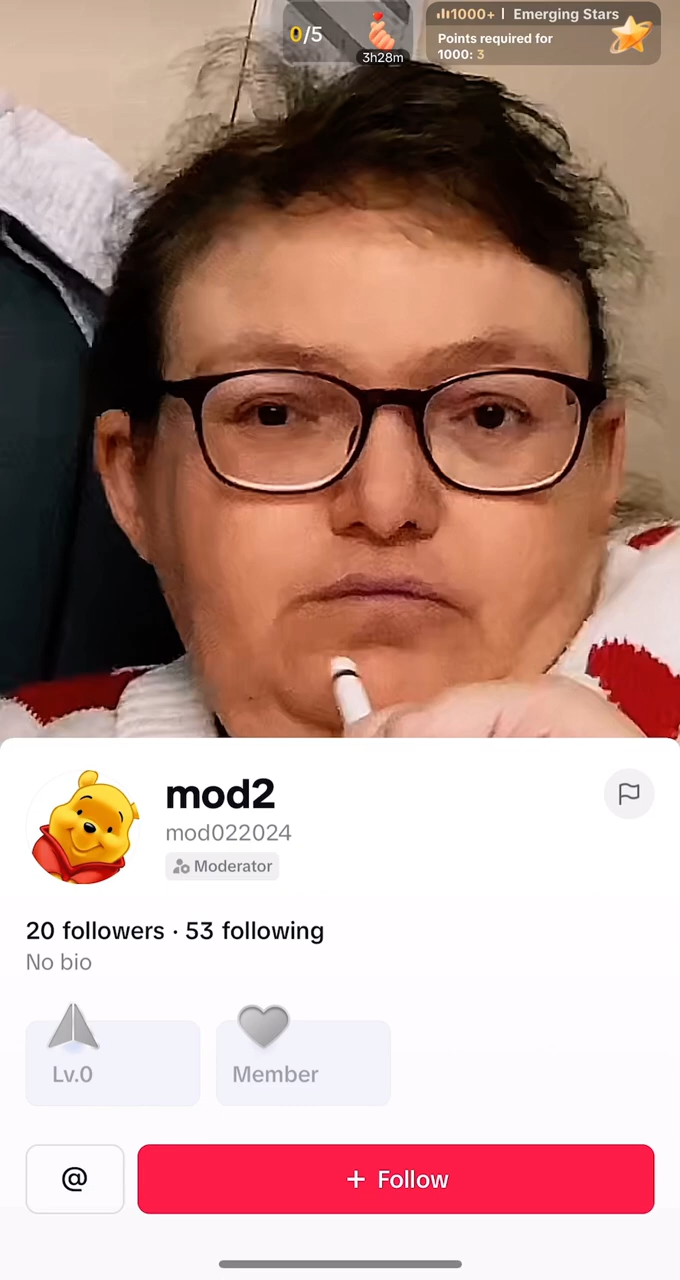 0/5
3h28m
1000+ | Emerging Stars
Points required for
1000: 3
mod2
mod022024
Moderator
20 followers · 53 following
No bio
Lv.0
Member
@
+ Follow